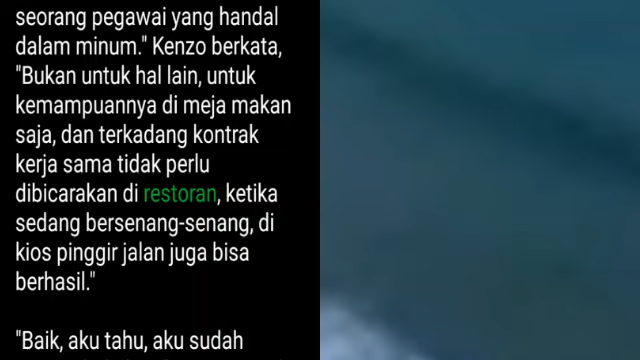 seorang pegawai yang handal
dalam minum." Kenzo berkata,
"Bukan untuk hal lain, untuk
kemampuannya di meja makan
saja, dan terkadang kontrak
kerja sama tidak perlu
dibicarakan di restoran, ketika
sedang bersenang-senang, di
kios pinggir jalan juga bisa
berhasil."
"Baik, aku tahu, aku sudah